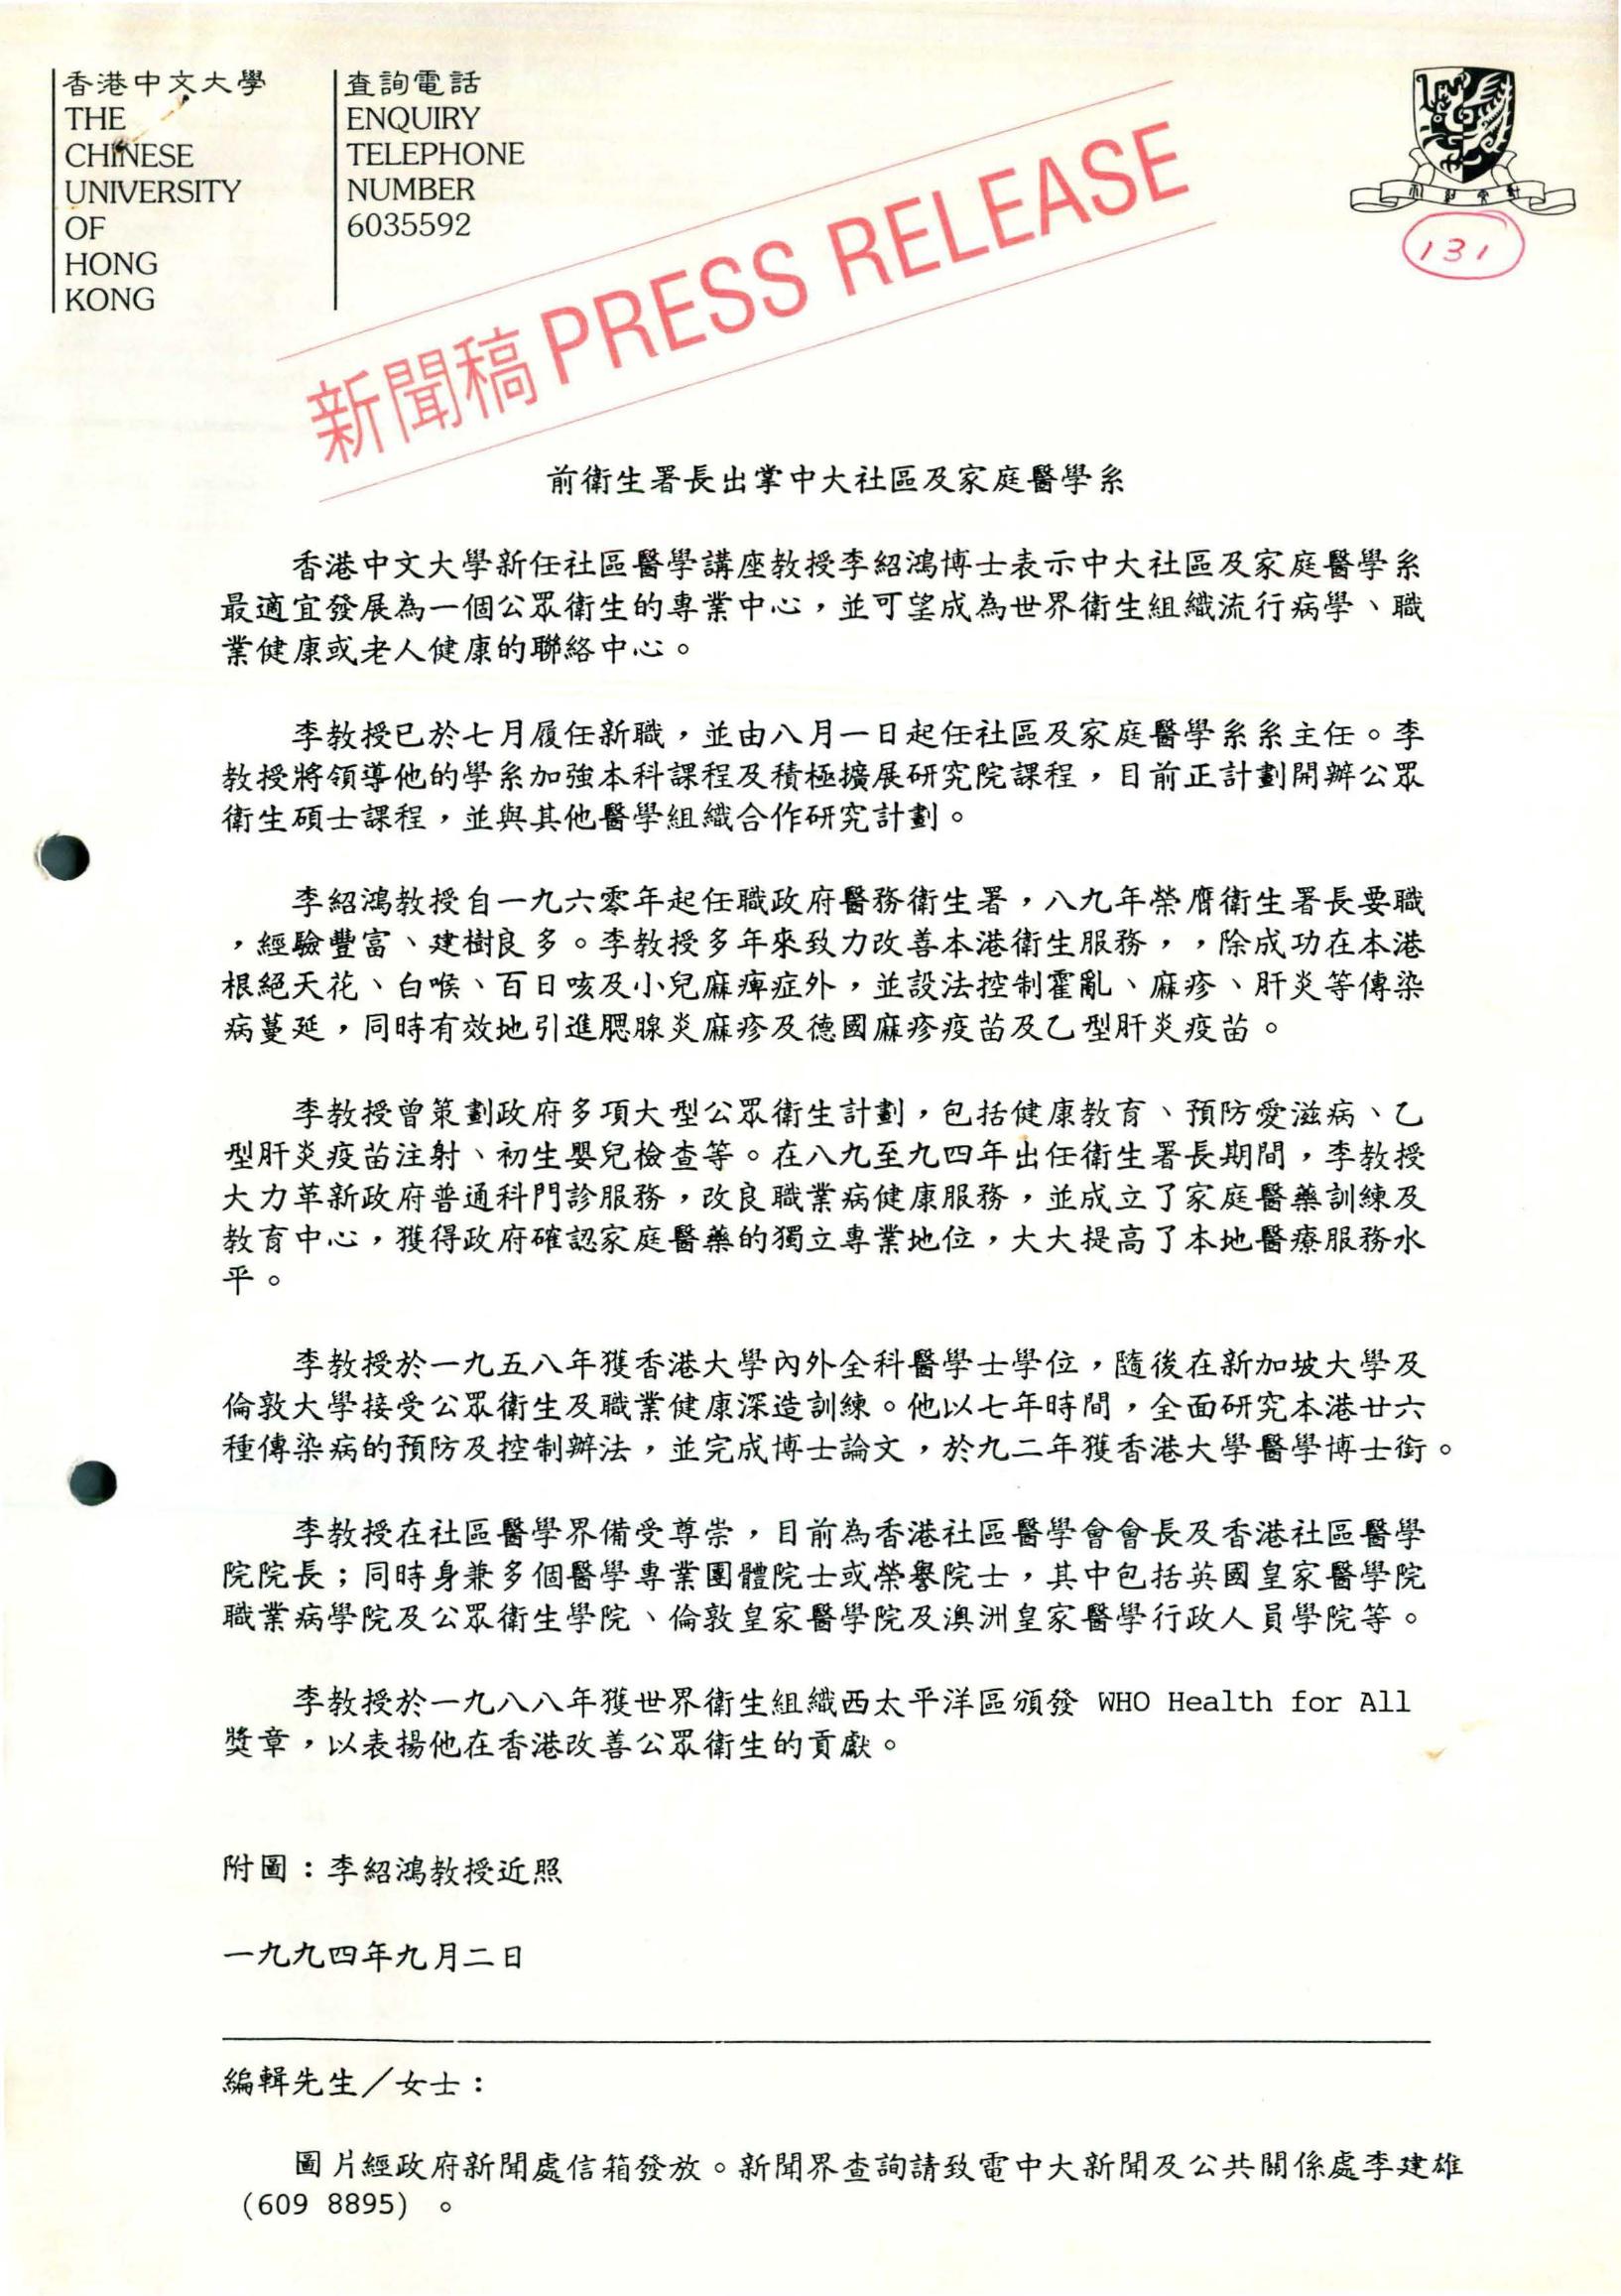 香港中文大學
THE
CHINESE
UNIVERSITY
OF
HONG
KONG
查詢電話
ENQUIRY
TELEPHONE
NUMBER
6035592
新聞稿 PRESS RELEASE
131
前衛生署長出掌中大社區及家庭醫學系
香港中文大學新任社區醫學講座教授李紹鴻博士表示中大社區及家庭醫學系
最適宜發展為一個公眾衛生的專業中心，並可望成為世界衛生組織流行病學、職
業健康或老人健康的聯絡中心。
李教授已於七月履任新職，並由八月一日起任社區及家庭醫學系系主任。李
教授將領導他的學系加強本科課程及積極擴展研究院課程，目前正計劃開辦公眾
衛生碩士課程，並與其他醫學組織合作研究計劃。
李紹鴻教授自一九六零年起任職政府醫務衛生署，八九年榮膺衛生署長要職
，經驗豐富、建樹良多。李教授多年來致力改善本港衛生服務，，除成功在本港
根絕天花、白喉、百日咳及小兒麻痺症外，並設法控制霍亂、麻疹、肝炎等傳染
病蔓延，同時有效地引進腮腺炎麻疹及德國麻疹疫苗及乙型肝炎疫苗。
李教授曾策劃政府多項大型公眾衛生計劃，包括健康教育、預防愛滋病、乙
型肝炎疫苗注射、初生嬰兒檢查等。在八九至九四年出任衛生署長期間，李教授
大力革新政府普通科門診服務，改良職業病健康服務，並成立了家庭醫藥訓練及
教育中心，獲得政府確認家庭醫藥的獨立專業地位，大大提高了本地醫療服務水
平。
李教授於一九五八年獲香港大學內外全科醫學士學位，隨後在新加坡大學及
倫敦大學接受公眾衛生及職業健康深造訓練。他以七年時間，全面研究本港廿六
種傳染病的預防及控制辦法，並完成博士論文，於九二年獲香港大學醫學博士銜。
李教授在社區醫學界備受尊崇，目前為香港社區醫學會會長及香港社區醫學
院院長；同時身兼多個醫學專業團體院士或榮譽院士，其中包括英國皇家醫學院
職業病學院及公眾衛生學院、倫敦皇家醫學院及澳洲皇家醫學行政人員學院等。
李教授於一九八八年獲世界衛生組織西太平洋區頒發 WHO Health for All
獎章，以表揚他在香港改善公眾衛生的貢獻。
附圖：李紹鴻教授近照
一九九四年九月二日
編輯先生／女士：
圖片經政府新聞處信箱發放。新聞界查詢請致電中大新聞及公共關係處李建雄
(609 8895) 。